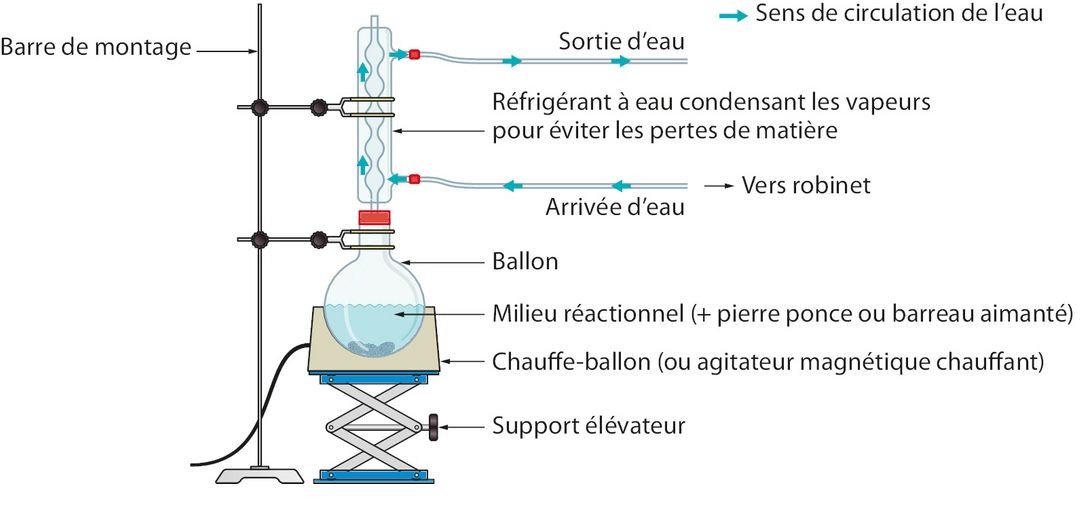 Sens de circulation de l’eau
Barre de montage
Sortie d’eau
Réfrigérant à eau condensant les vapeurs
pour éviter les pertes de matière
Vers robinet
Arrivée d’eau
Ballon
Milieu réactionnel (+ pierre ponce ou barreau aimanté)
Chauffe-ballon (ou agitateur magnétique chauffant)
Support élévateur